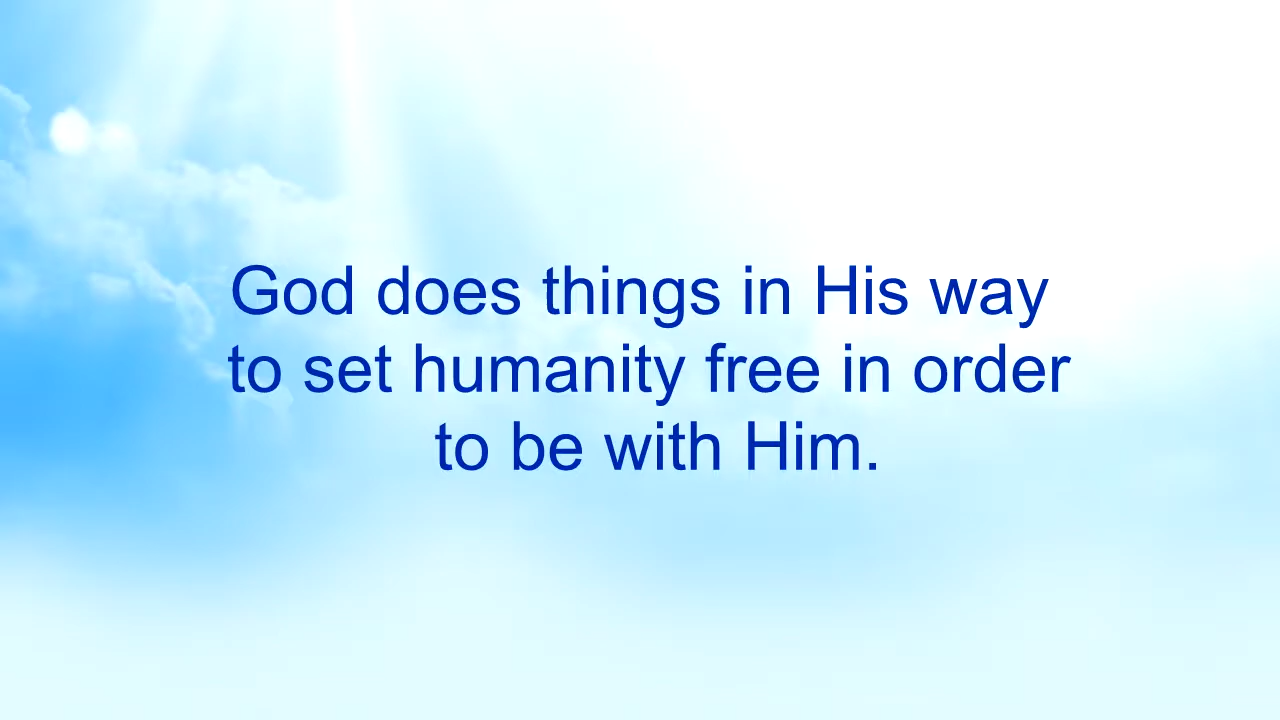 God does things in His way
to set humanity free in order
to be with Him.